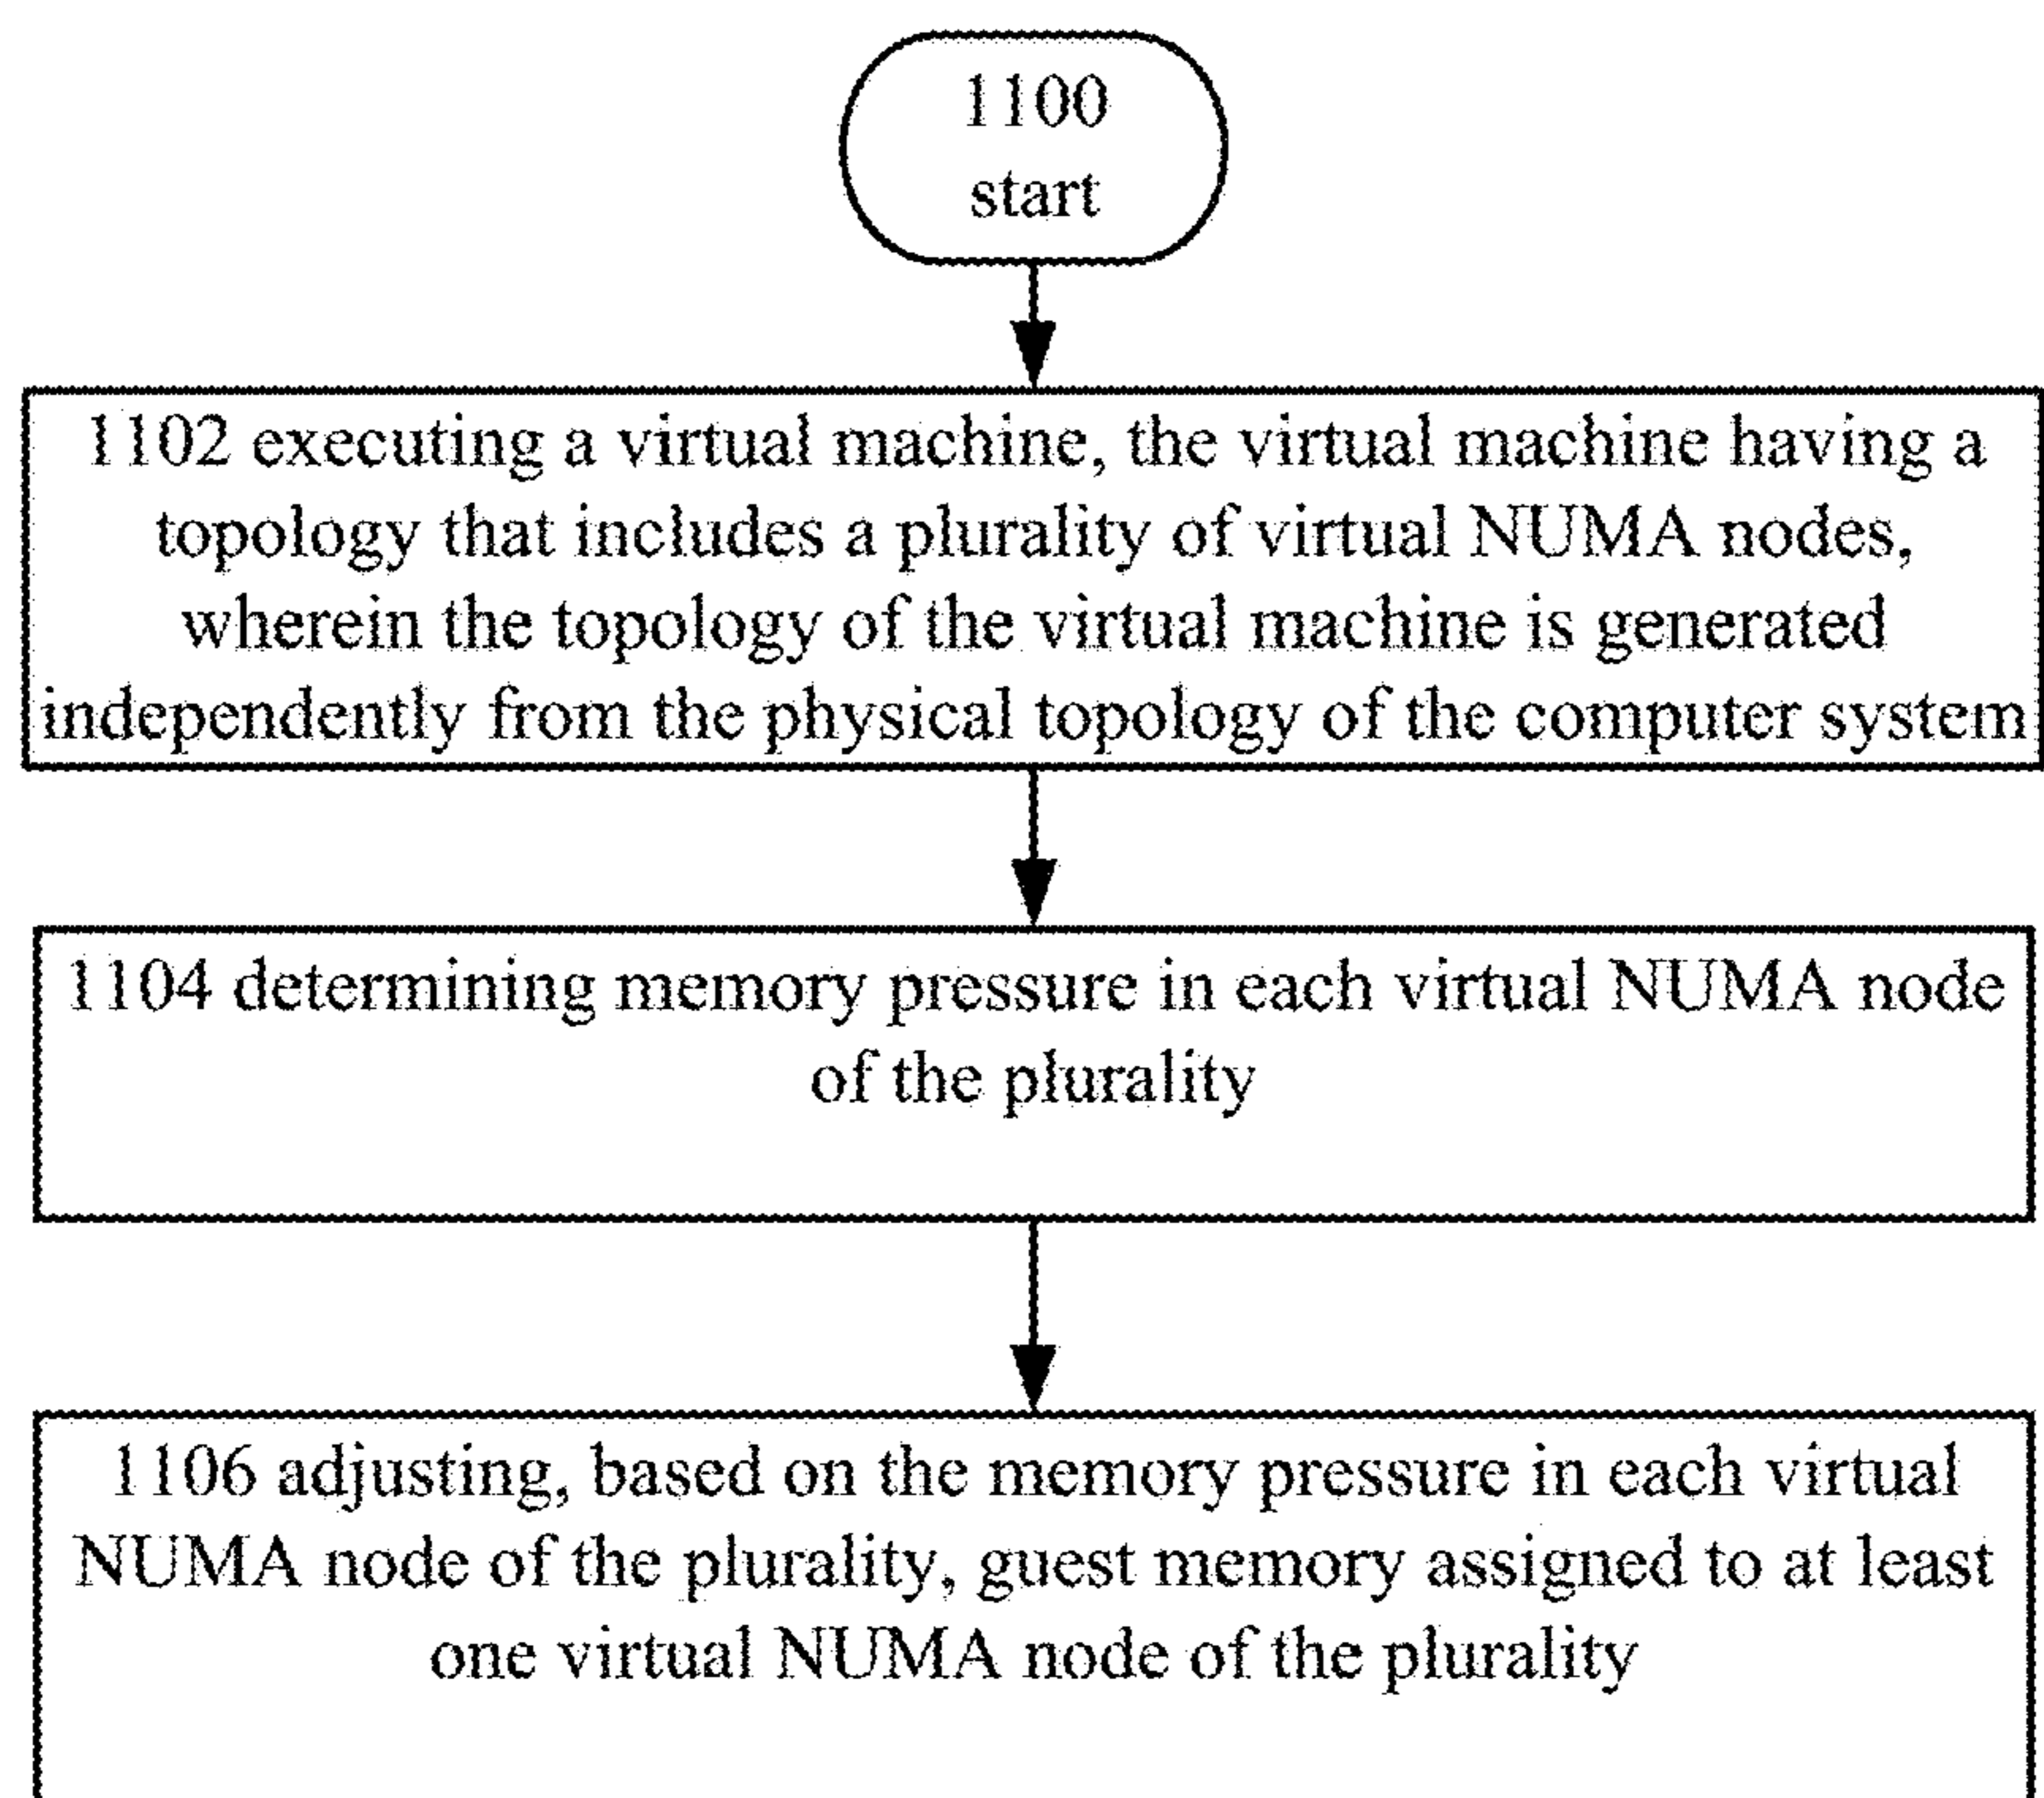 1100
start
1102 executing a virtual machine, the virtual machine having a
topology that includes a plurality of virtual NUMA nodes,
wherein the topology of the virtual machine is generated
independently from the physical topology of the computer system
1104 determining memory pressure in each virtual NUMA node
of the plurality
1106 adjusting, based on the memory pressure in each virtual
NUMA node of the plurality, guest memory assigned to at least
one virtual NUMA node of the plurality